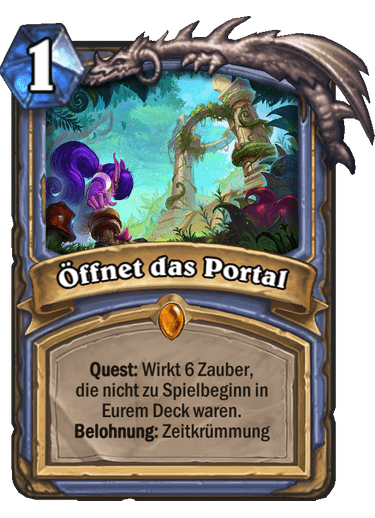 1
Öffnet das Portal
Quest: Wirkt 6 Zauber,
die nicht zu Spielbeginn in
Eurem Deck waren.
Belohnung: Zeitkrümmung